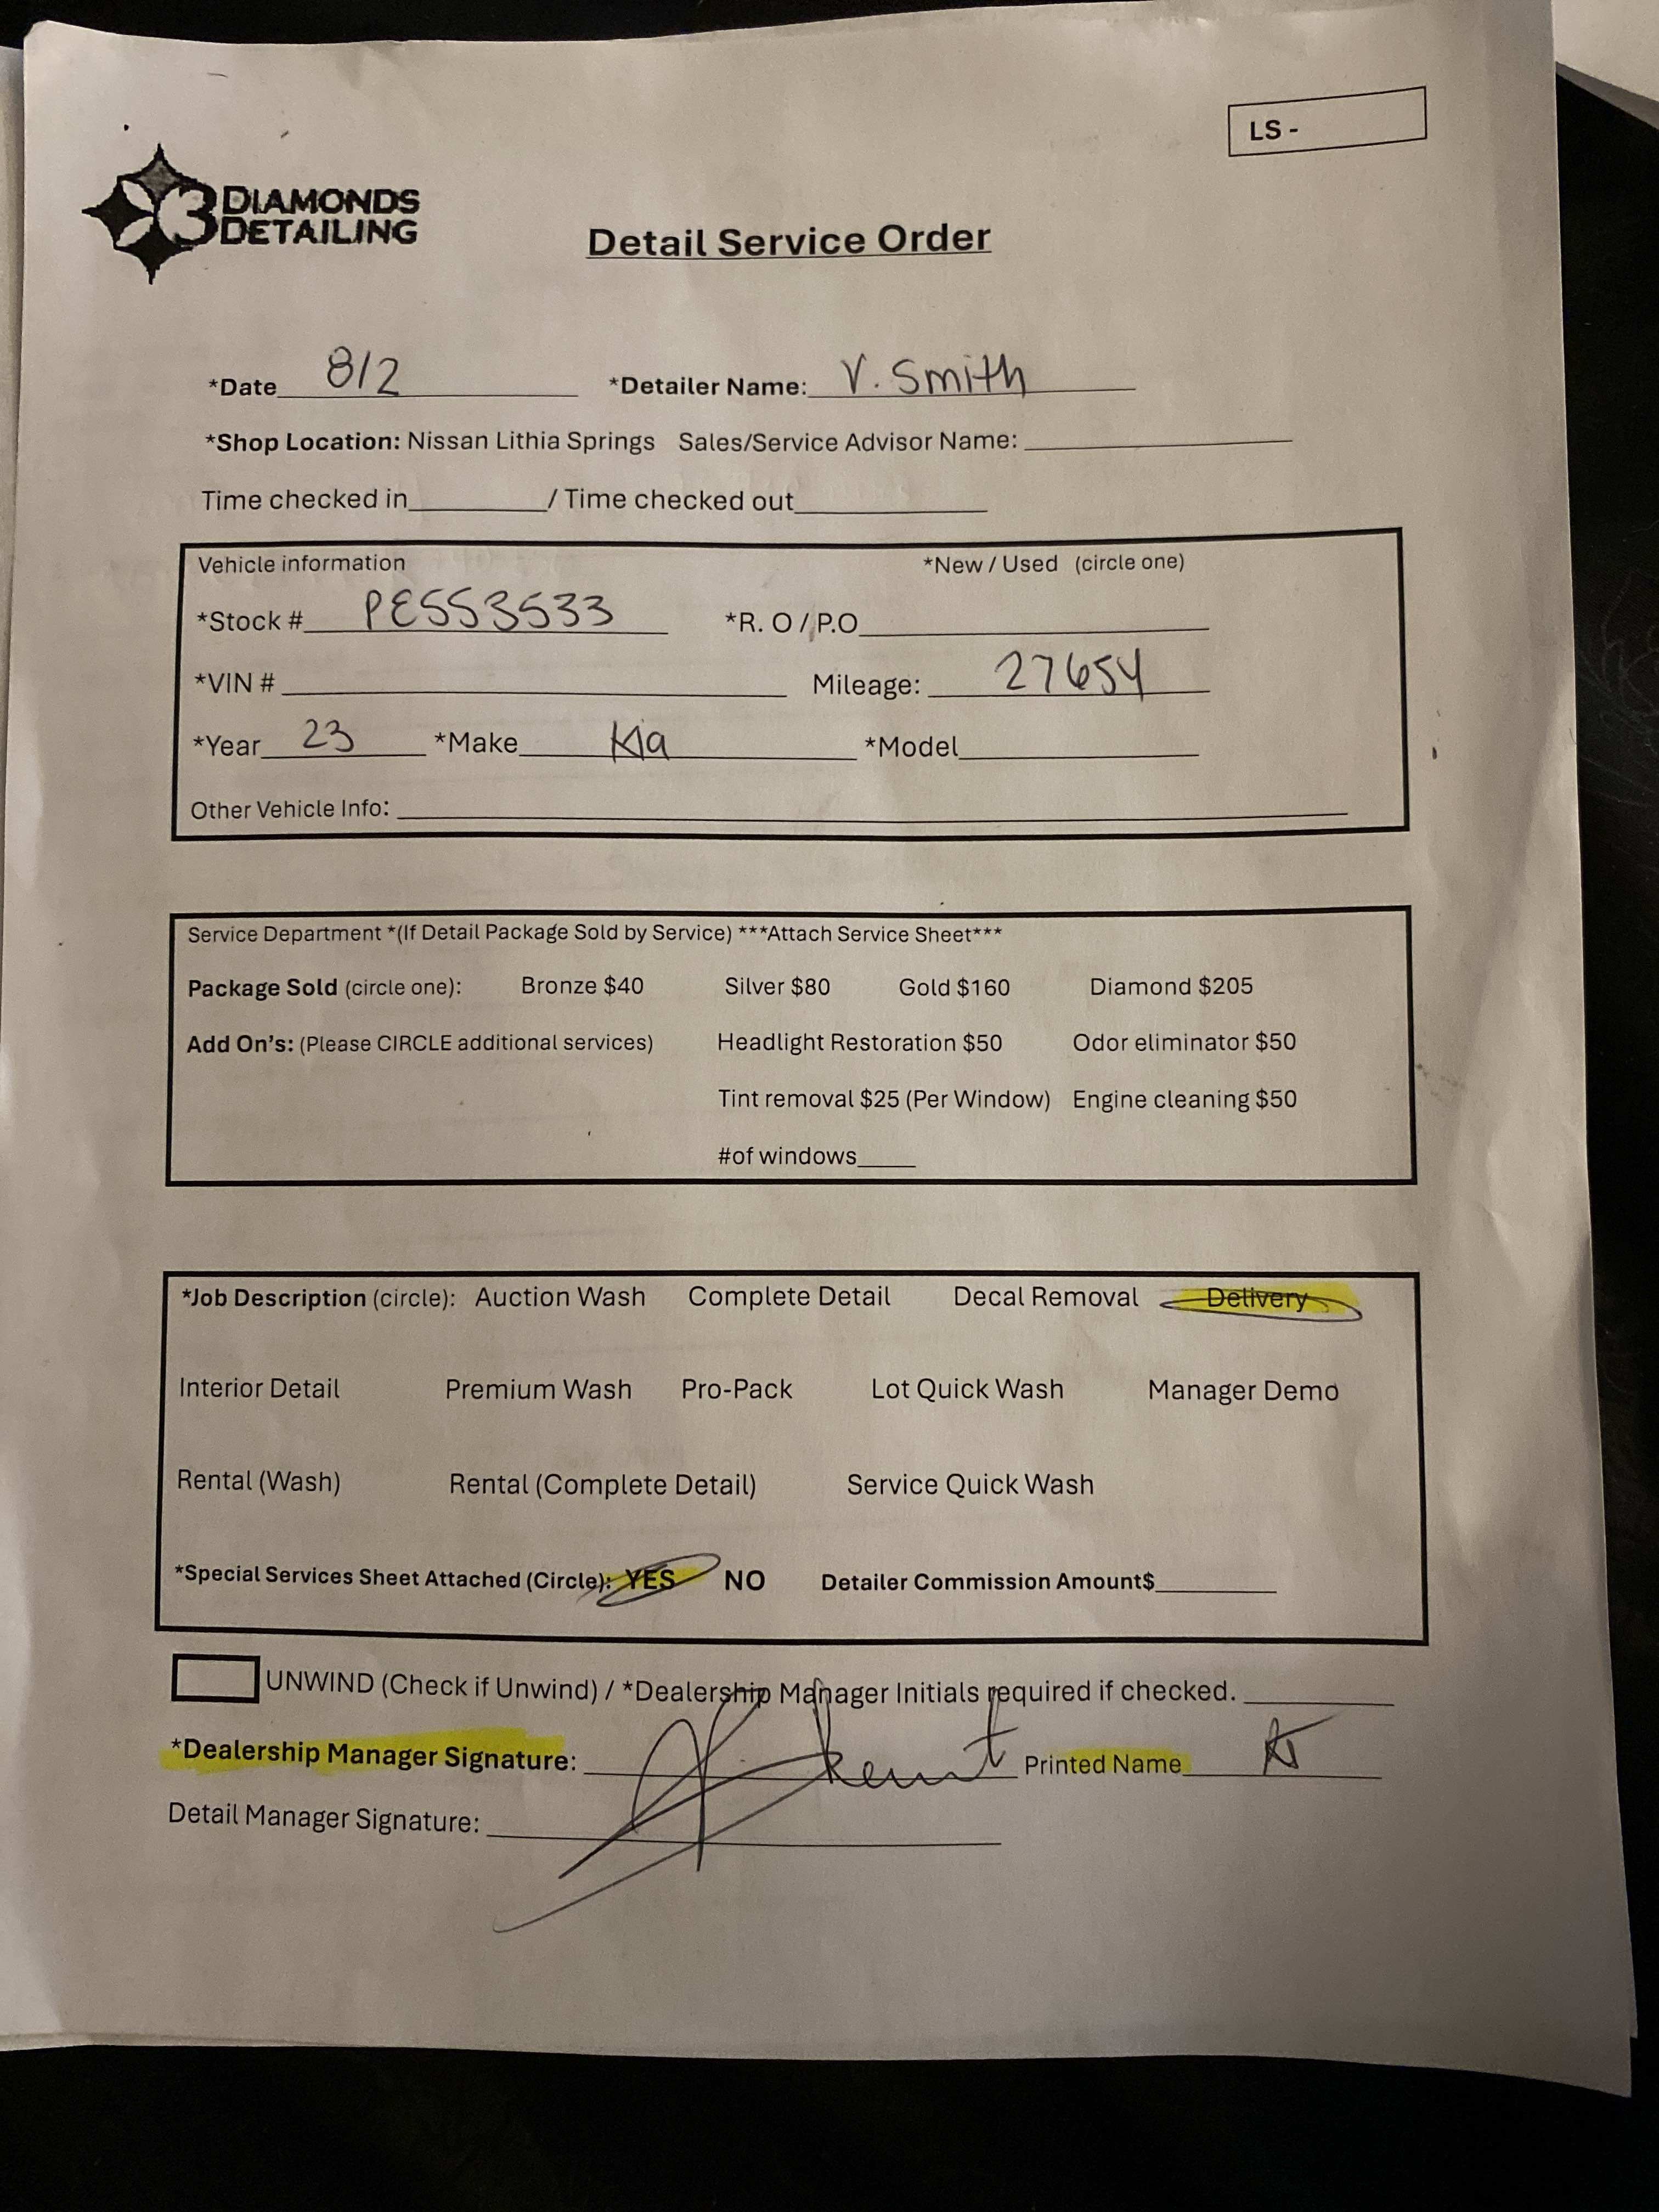 LS -
3 DIAMONDS
DETAILING
Detail Service Order
*Date 8/2 *Detailer Name: V. Smith
*Shop Location: Nissan Lithia Springs Sales/Service Advisor Name:
Time checked in / Time checked out
Vehicle information *New / Used (circle one)
*Stock # PE553533 *R. O / P.O
*VIN # Mileage: 27654
*Year 23 *Make Kia *Model
Other Vehicle Info:
Service Department *(If Detail Package Sold by Service) ***Attach Service Sheet***
Package Sold (circle one): Bronze $40 Silver $80 Gold $160 Diamond $205
Add On's: (Please CIRCLE additional services) Headlight Restoration $50 Odor eliminator $50
Tint removal $25 (Per Window) Engine cleaning $50
#of windows
*Job Description (circle): Auction Wash Complete Detail Decal Removal Delivery
Interior Detail Premium Wash Pro-Pack Lot Quick Wash Manager Demo
Rental (Wash) Rental (Complete Detail) Service Quick Wash
*Special Services Sheet Attached (Circle): YES NO Detailer Commission Amount$
UNWIND (Check if Unwind) / *Dealership Manager Initials required if checked.
*Dealership Manager Signature: Printed Name
Detail Manager Signature: